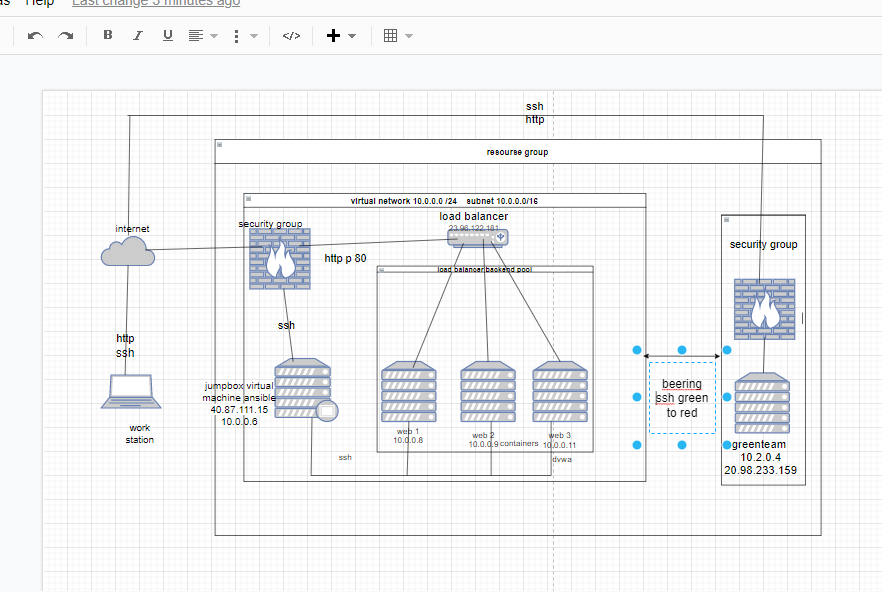 Help Last change 3 minutes ago
B I U
</>
ssh
http
resourse group
virtual network 10.0.0.0 /24 subnet 10.0.0.0/16
load balancer
23.96.122.181
internet
security group
security group
http p 80
load balancer backend pool
ssh
http
ssh
jumpbox virtual
machine ansible
40.87.111.15
10.0.0.6
beering
ssh green
to red
work
station
web 1
10.0.0.8
web 2
10.0.0.9
containers
web 3
10.0.0.11
greenteam
10.2.0.4
20.98.233.159
ssh
dvwa